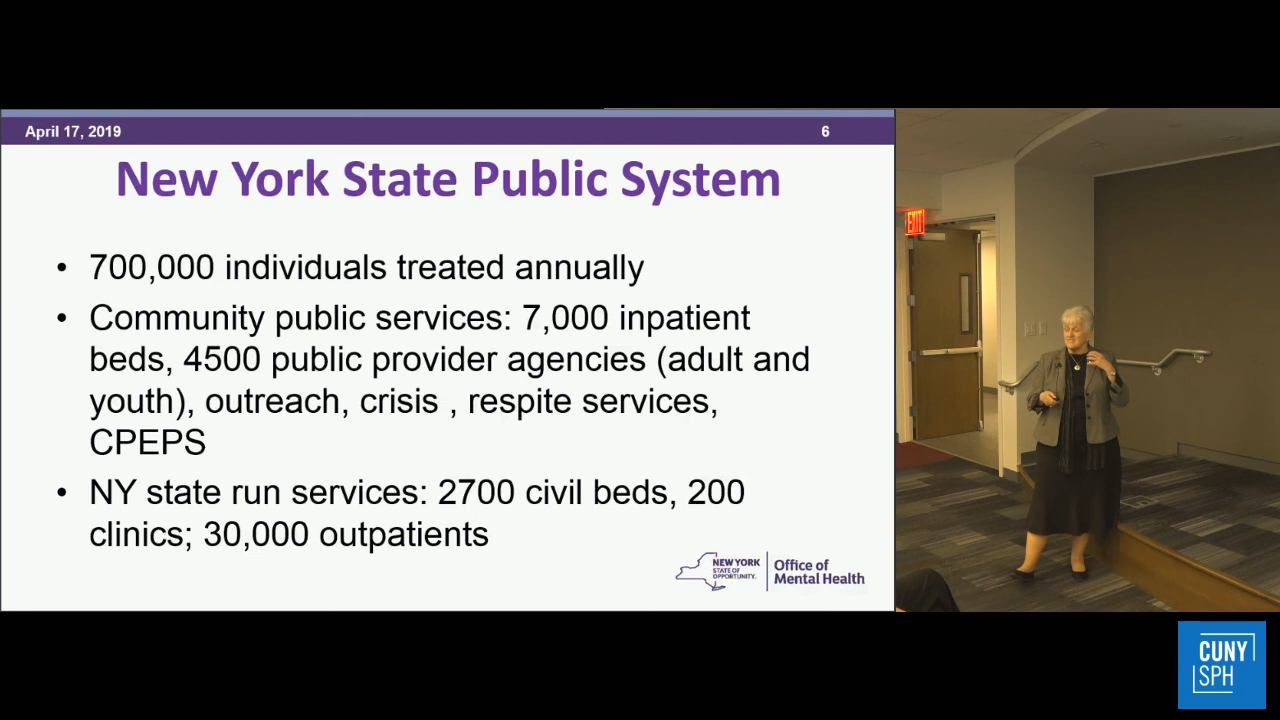 April 17, 2019
6
New York State Public System
• 700,000 individuals treated annually
• Community public services: 7,000 inpatient
beds, 4500 public provider agencies (adult and
youth), outreach, crisis , respite services,
CPEPS
• NY state run services: 2700 civil beds, 200
clinics; 30,000 outpatients
NEW YORK
STATE OF
OPPORTUNITY.
Office of
Mental Health
EXIT
CUNY
SPH